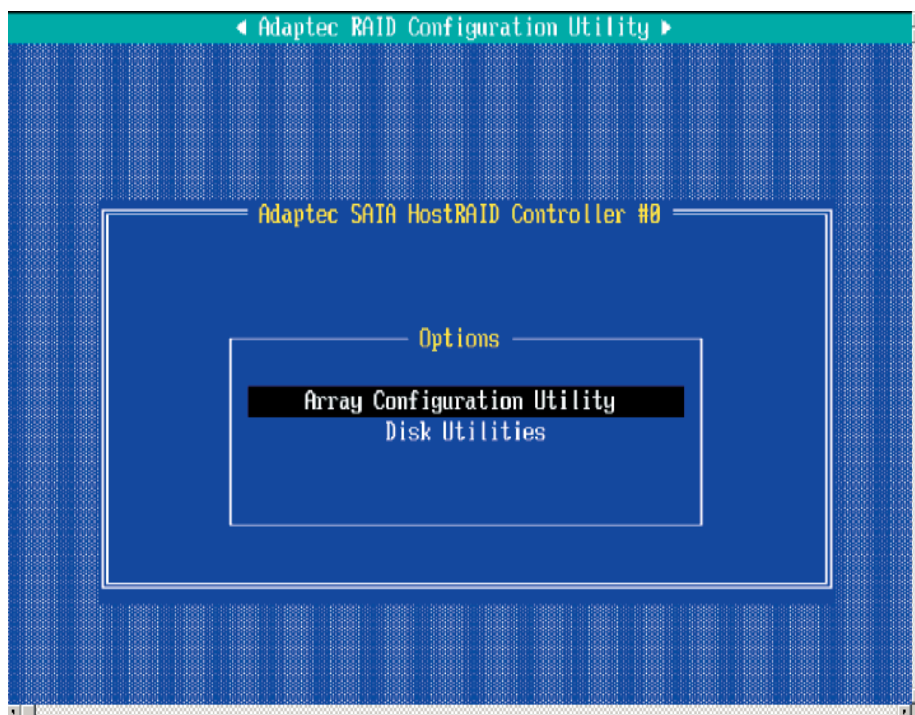 Adaptec RAID Configuration Utility
Adaptec SATA HostRAID Controller #0
Options
Array Configuration Utility
Disk Utilities